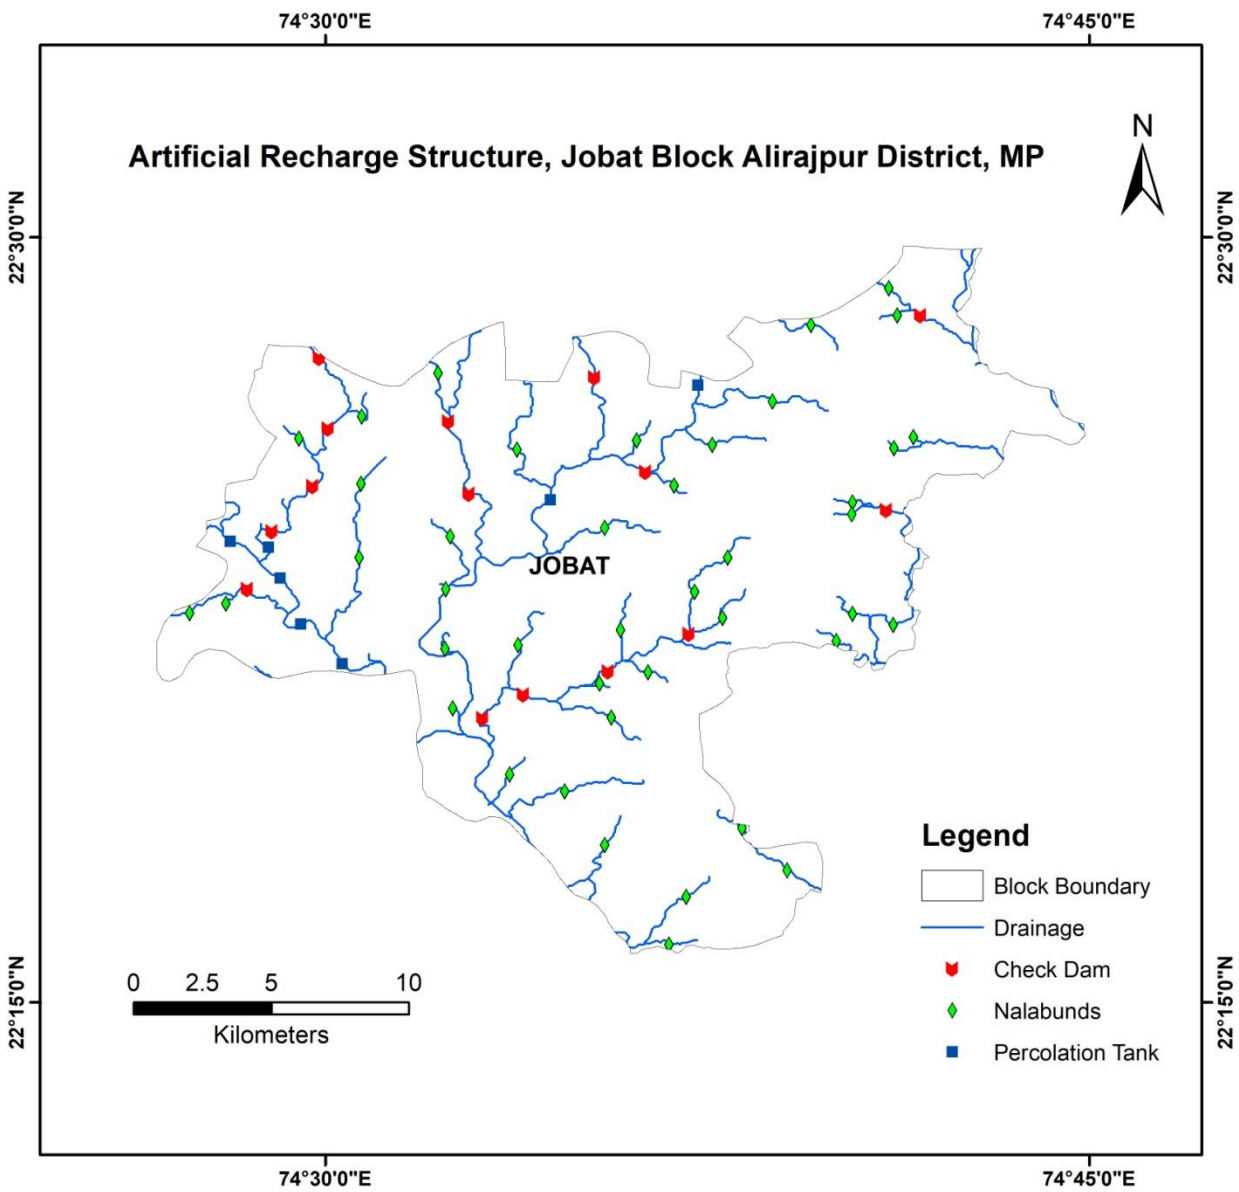 74°30'0"E
74°45'0"E
N
Artificial Recharge Structure, Jobat Block Alirajpur District, MP
22°30'0"N
22°30'0"N
JOBAT
Legend
Block Boundary
Drainage
Check Dam
Nalabunds
Percolation Tank
0 2.5 5 10
Kilometers
22°15'0"N
22°15'0"N
74°30'0"E
74°45'0"E